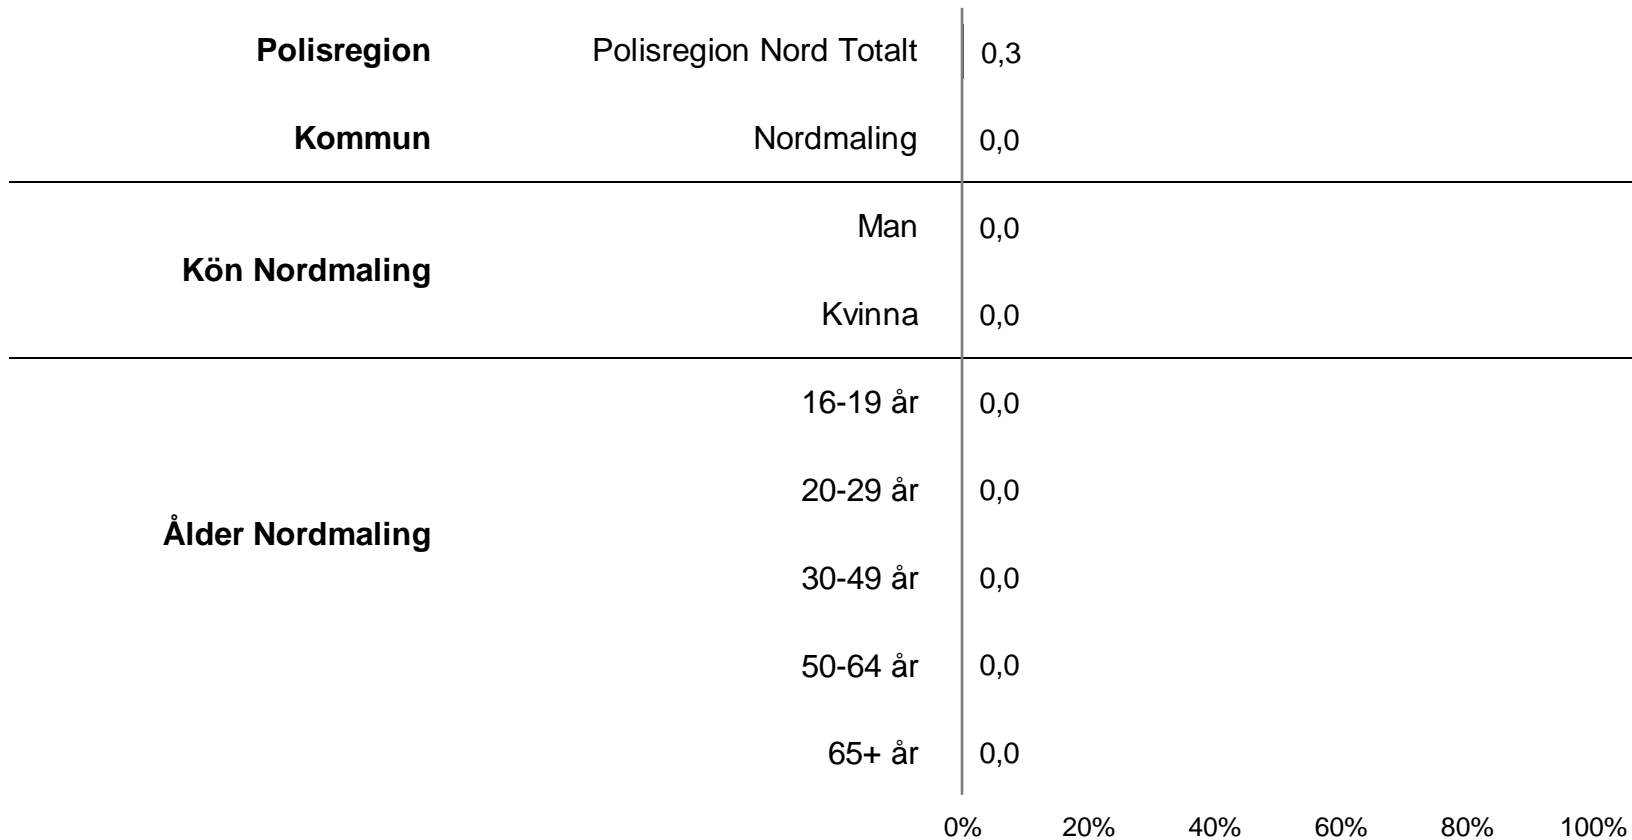 Polisregion Polisregion Nord Totalt 0,3
Kommun Nordmaling 0,0
Man 0,0
Kön Nordmaling
Kvinna 0,0
16-19 år 0,0
20-29 år 0,0
Ålder Nordmaling
30-49 år 0,0
50-64 år 0,0
65+ år 0,0
0% 20% 40% 60% 80% 100%